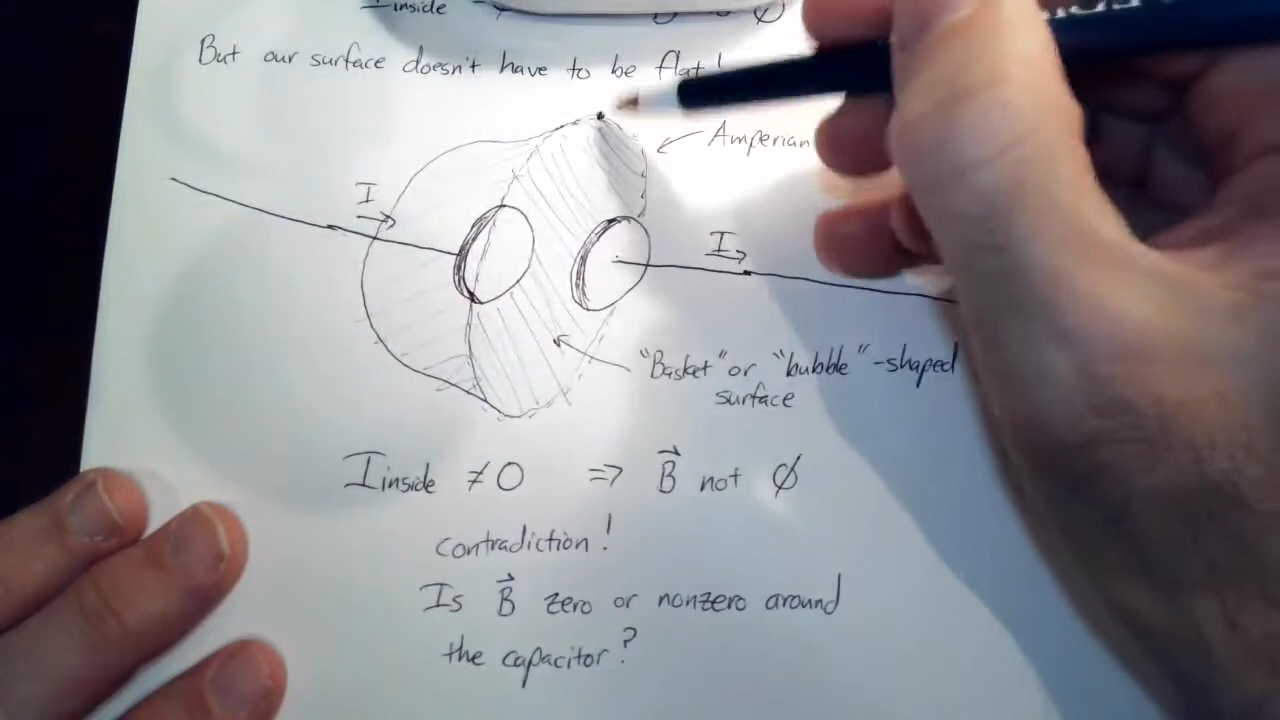 Iinside
But our surface doesn't have to be flat!
Amperian
I
I
"Basket" or "bubble"-shaped
surface
Iinside ≠ 0 ⇒ B⃗ not ∅
contradiction!
Is B⃗ zero or nonzero around
the capacitor?